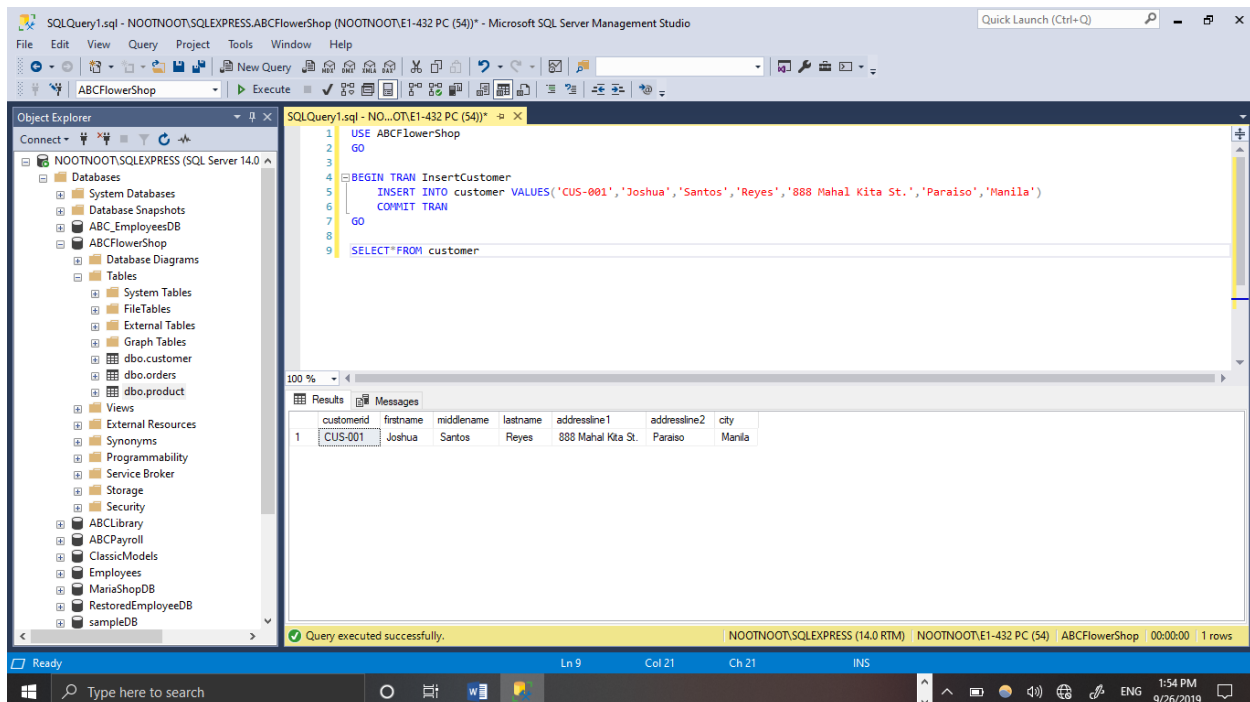 SQLQuery1.sql - NOOTNOOT\SQLEXPRESS.ABCFlowerShop (NOOTNOOT\E1-432 PC (54))* - Microsoft SQL Server Management Studio
Quick Launch (Ctrl+Q)
File Edit View Query Project Tools Window Help
New Query MDX DMX XMLA DAX
ABCFlowerShop Execute
Object Explorer
SQLQuery1.sql - NO...OT\E1-432 PC (54))*
Connect
NOOTNOOT\SQLEXPRESS (SQL Server 14.0
Databases
System Databases
Database Snapshots
ABC_EmployeesDB
ABCFlowerShop
Database Diagrams
Tables
System Tables
FileTables
External Tables
Graph Tables
dbo.customer
dbo.orders
dbo.product
Views
External Resources
Synonyms
Programmability
Service Broker
Storage
Security
ABCLibrary
ABCPayroll
ClassicModels
Employees
MariaShopDB
RestoredEmployeeDB
sampleDB
1 USE ABCFlowerShop
2 GO
3
4 BEGIN TRAN InsertCustomer
5 INSERT INTO customer VALUES('CUS-001','Joshua','Santos','Reyes','888 Mahal Kita St.','Paraiso','Manila')
6 COMMIT TRAN
7 GO
8
9 SELECT*FROM customer
100 %
Results Messages
customerid firstname middlename lastname addressline1 addressline2 city
1 CUS-001 Joshua Santos Reyes 888 Mahal Kita St. Paraiso Manila
Query executed successfully. NOOTNOOT\SQLEXPRESS (14.0 RTM) NOOTNOOT\E1-432 PC (54) ABCFlowerShop 00:00:00 1 rows
Ready Ln 9 Col 21 Ch 21 INS
Type here to search
ENG
1:54 PM
9/26/2019